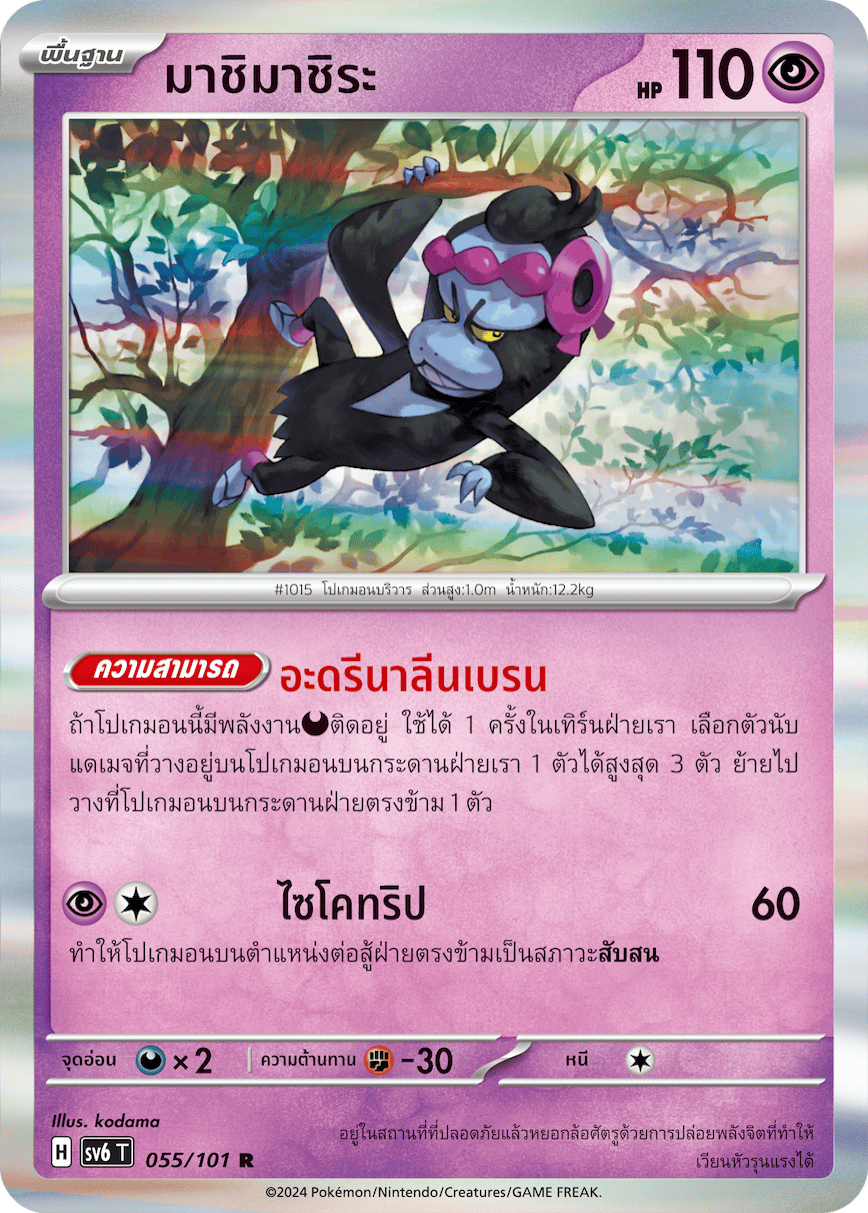 พื้นฐาน
มาชิมาชิระ
HP 110
#1015 โปเกมอนบริวาร ส่วนสูง:1.0m น้ำหนัก:12.2kg
ความสามารถ อะดรีนาลีนเบรน
ถ้าโปเกมอนนี้มีพลังงานติดอยู่ ใช้ได้ 1 ครั้งในเทิร์นฝ่ายเรา เลือกตัวนับ
แดเมจที่วางอยู่บนโปเกมอนบนกระดานฝ่ายเรา 1 ตัวได้สูงสุด 3 ตัว ย้ายไป
วางที่โปเกมอนบนกระดานฝ่ายตรงข้าม 1 ตัว
ไซโคทริป 60
ทำให้โปเกมอนบนตำแหน่งต่อสู้ฝ่ายตรงข้ามเป็นสภาวะสับสน
จุดอ่อน ×2 ความต้านทาน -30 หนี
Illus. kodama
H sv6 T 055/101 R
อยู่ในสถานที่ที่ปลอดภัยแล้วหยอกล้อศัตรูด้วยการปล่อยพลังจิตที่ทำให้
เวียนหัวรุนแรงได้
©2024 Pokémon/Nintendo/Creatures/GAME FREAK.